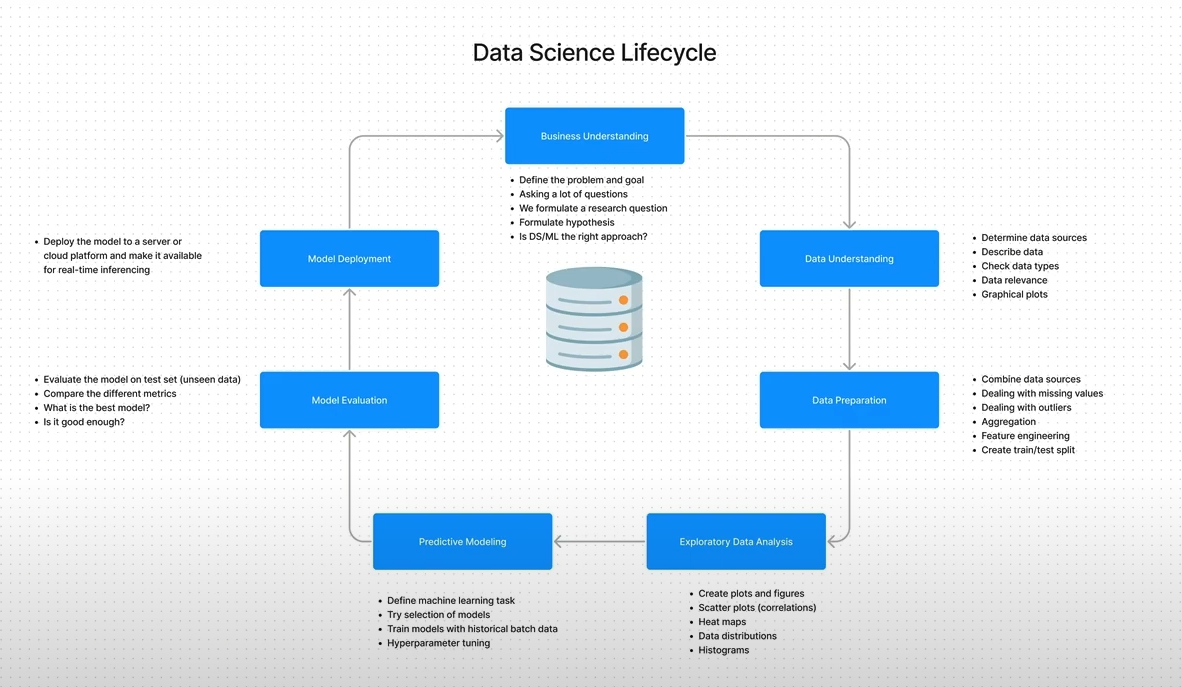 Data Science Lifecycle
Business Understanding
• Define the problem and goal
• Asking a lot of questions
• We formulate a research question
• Formulate hypothesis
• Is DS/ML the right approach?
Data Understanding
• Determine data sources
• Describe data
• Check data types
• Data relevance
• Graphical plots
Data Preparation
• Combine data sources
• Dealing with missing values
• Dealing with outliers
• Aggregation
• Feature engineering
• Create train/test split
Exploratory Data Analysis
• Create plots and figures
• Scatter plots (correlations)
• Heat maps
• Data distributions
• Histograms
Predictive Modeling
• Define machine learning task
• Try selection of models
• Train models with historical batch data
• Hyperparameter tuning
Model Evaluation
• Evaluate the model on test set (unseen data)
• Compare the different metrics
• What is the best model?
• Is it good enough?
Model Deployment
• Deploy the model to a server or
cloud platform and make it available
for real-time inferencing